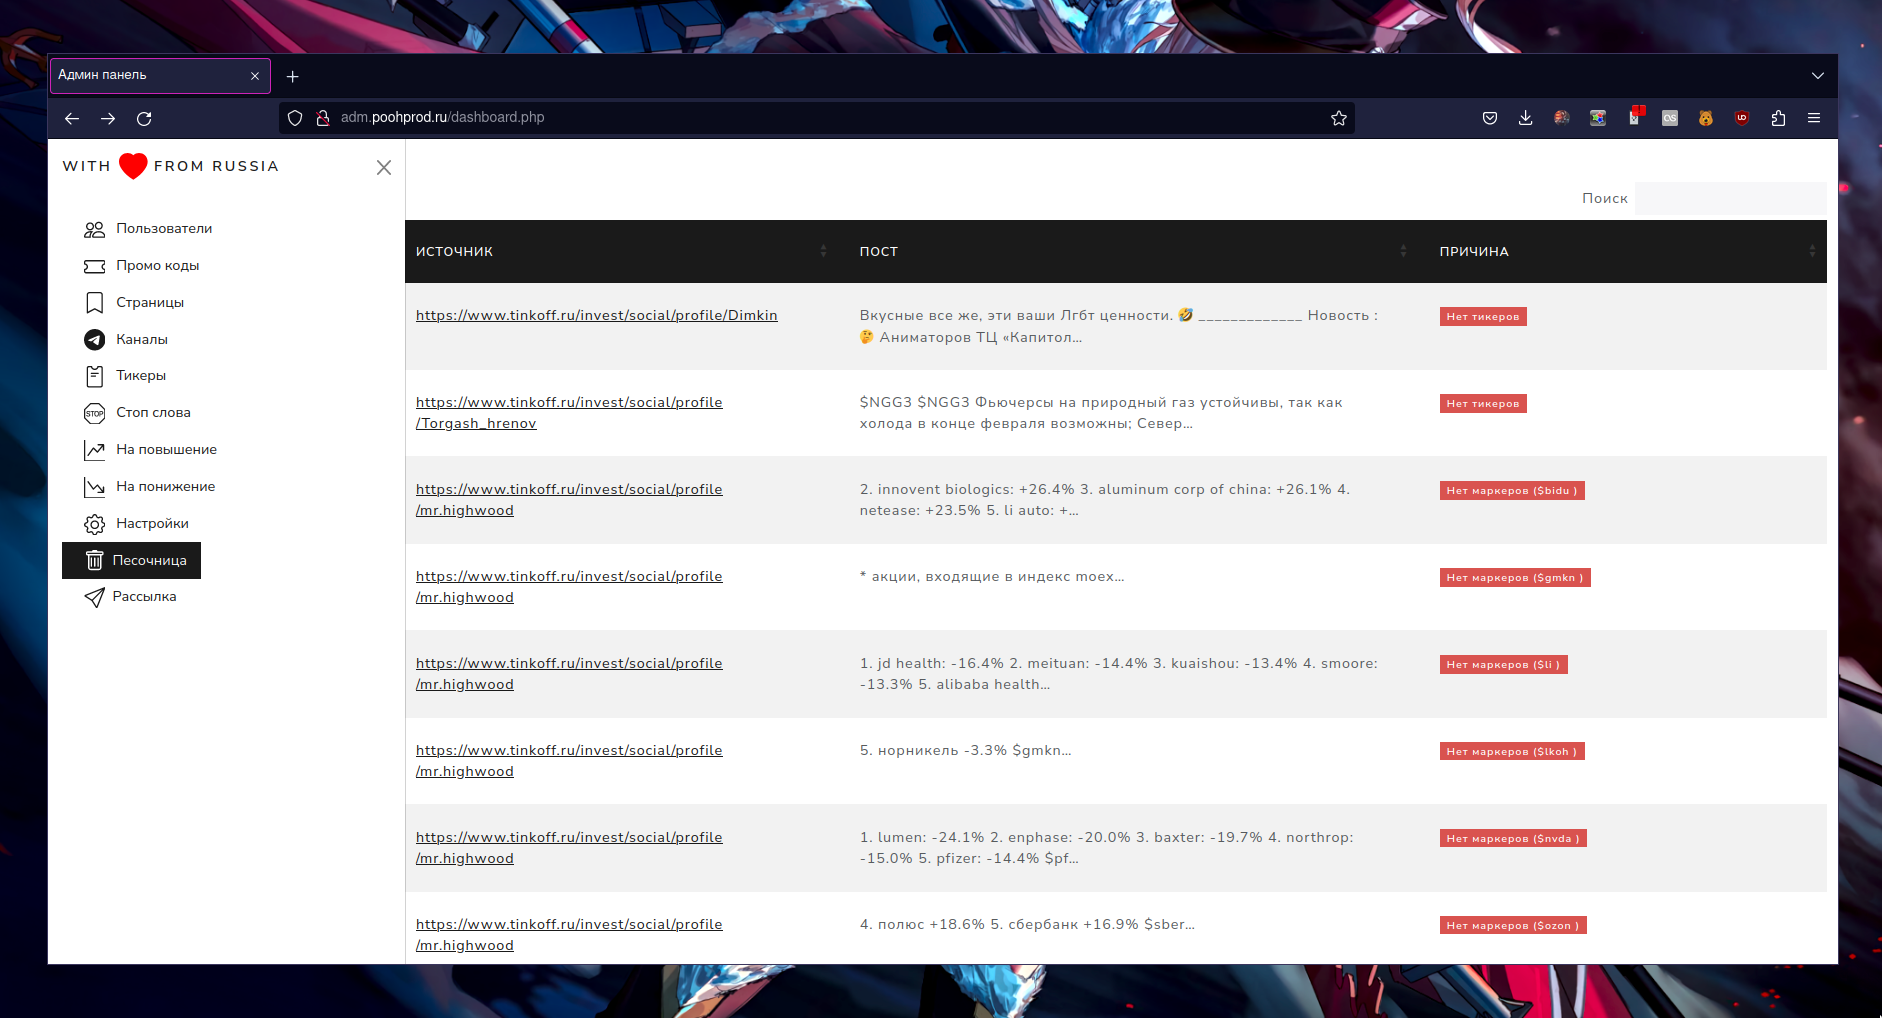 Админ панель
adm.poohprod.ru/dashboard.php
WITH FROM RUSSIA
Пользователи
Промо коды
Страницы
Каналы
Тикеры
STOP Стоп слова
На повышение
На понижение
Настройки
Песочница
Рассылка
Поиск
ИСТОЧНИК ПОСТ ПРИЧИНА
https://www.tinkoff.ru/invest/social/profile/Dimkin
Вкусные все же, эти ваши Лгбт ценности. 🤣 _____________ Новость :
🤔 Аниматоров ТЦ «Капитол...
Нет тикеров
https://www.tinkoff.ru/invest/social/profile
/Torgash_hrenov
$NGG3 $NGG3 Фьючерсы на природный газ устойчивы, так как
холода в конце февраля возможны; Север...
Нет тикеров
https://www.tinkoff.ru/invest/social/profile
/mr.highwood
2. innovent biologics: +26.4% 3. aluminum corp of china: +26.1% 4.
netease: +23.5% 5. li auto: +...
Нет маркеров ($bidu )
https://www.tinkoff.ru/invest/social/profile
/mr.highwood
* акции, входящие в индекс moex...
Нет маркеров ($gmkn )
https://www.tinkoff.ru/invest/social/profile
/mr.highwood
1. jd health: -16.4% 2. meituan: -14.4% 3. kuaishou: -13.4% 4. smoore:
-13.3% 5. alibaba health...
Нет маркеров ($li )
https://www.tinkoff.ru/invest/social/profile
/mr.highwood
5. норникель -3.3% $gmkn...
Нет маркеров ($lkoh )
https://www.tinkoff.ru/invest/social/profile
/mr.highwood
1. lumen: -24.1% 2. enphase: -20.0% 3. baxter: -19.7% 4. northrop:
-15.0% 5. pfizer: -14.4% $pf...
Нет маркеров ($nvda )
https://www.tinkoff.ru/invest/social/profile
/mr.highwood
4. полюс +18.6% 5. сбербанк +16.9% $sber...
Нет маркеров ($ozon )